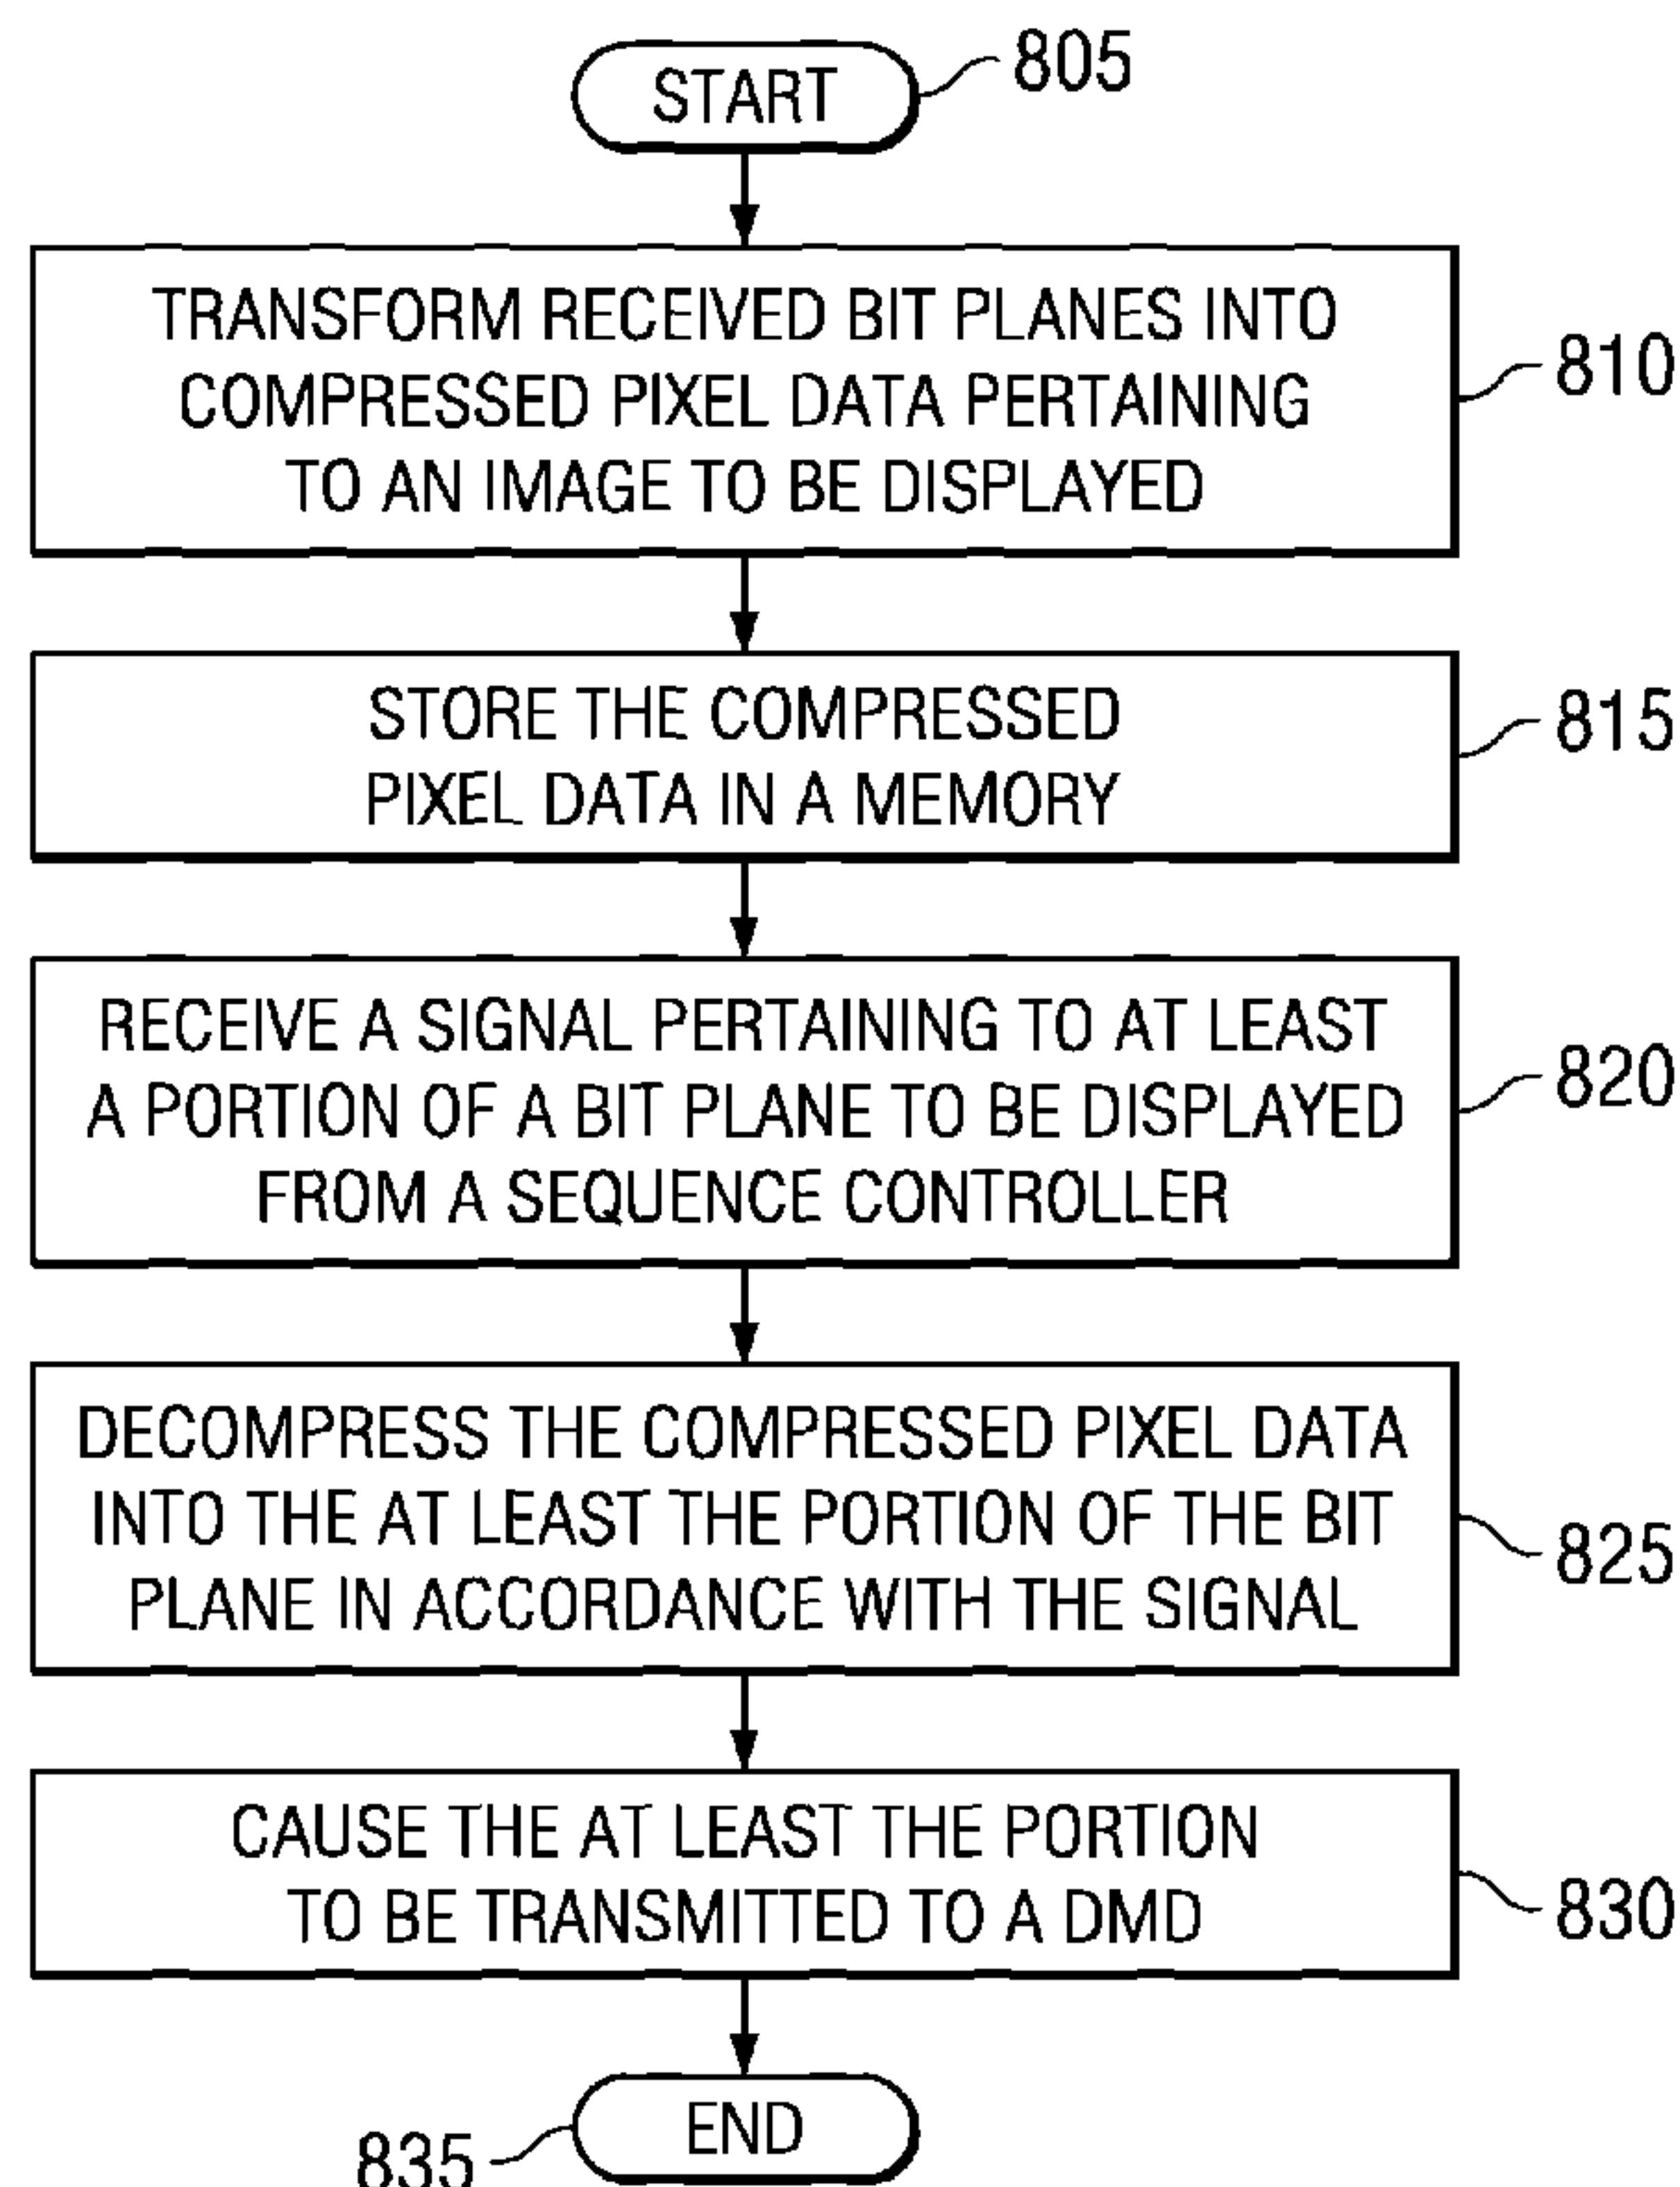 START
805
TRANSFORM RECEIVED BIT PLANES INTO
COMPRESSED PIXEL DATA PERTAINING
TO AN IMAGE TO BE DISPLAYED
810
STORE THE COMPRESSED
PIXEL DATA IN A MEMORY
815
RECEIVE A SIGNAL PERTAINING TO AT LEAST
A PORTION OF A BIT PLANE TO BE DISPLAYED
FROM A SEQUENCE CONTROLLER
820
DECOMPRESS THE COMPRESSED PIXEL DATA
INTO THE AT LEAST THE PORTION OF THE BIT
PLANE IN ACCORDANCE WITH THE SIGNAL
825
CAUSE THE AT LEAST THE PORTION
TO BE TRANSMITTED TO A DMD
830
END
835